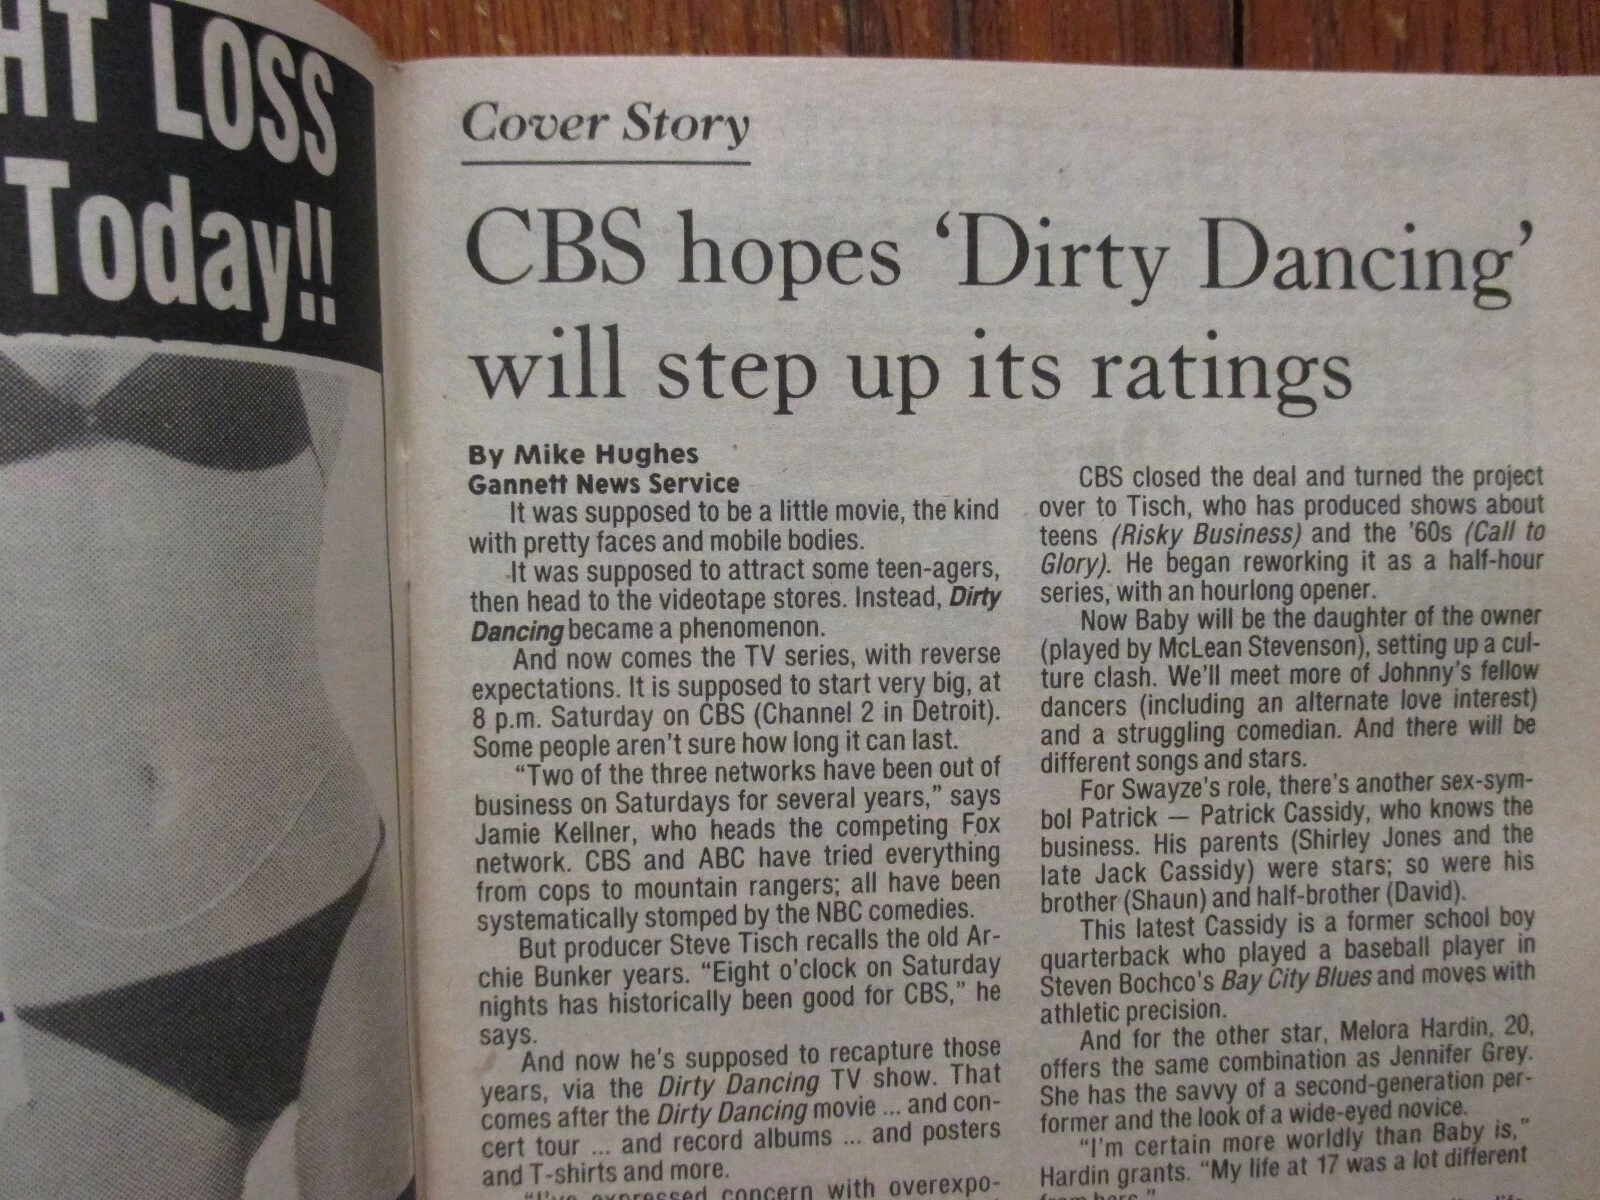 HT LOSS
Today!!
Cover Story
CBS hopes ‘Dirty Dancing’
will step up its ratings
By Mike Hughes
Gannett News Service
It was supposed to be a little movie, the kind
with pretty faces and mobile bodies.
It was supposed to attract some teen-agers,
then head to the videotape stores. Instead, Dirty
Dancing became a phenomenon.
And now comes the TV series, with reverse
expectations. It is supposed to start very big, at
8 p.m. Saturday on CBS (Channel 2 in Detroit).
Some people aren’t sure how long it can last.
“Two of the three networks have been out of
business on Saturdays for several years,” says
Jamie Kellner, who heads the competing Fox
network. CBS and ABC have tried everything
from cops to mountain rangers; all have been
systematically stomped by the NBC comedies.
But producer Steve Tisch recalls the old Ar-
chie Bunker years. “Eight o’clock on Saturday
nights has historically been good for CBS,” he
says.
And now he’s supposed to recapture those
years, via the Dirty Dancing TV show. That
comes after the Dirty Dancing movie ... and con-
cert tour ... and record albums ... and posters
and T-shirts and more.
“I’ve expressed concern with overexpo-
CBS closed the deal and turned the project
over to Tisch, who has produced shows about
teens (Risky Business) and the ’60s (Call to
Glory). He began reworking it as a half-hour
series, with an hourlong opener.
Now Baby will be the daughter of the owner
(played by McLean Stevenson), setting up a cul-
ture clash. We’ll meet more of Johnny’s fellow
dancers (including an alternate love interest)
and a struggling comedian. And there will be
different songs and stars.
For Swayze’s role, there’s another sex-sym-
bol Patrick — Patrick Cassidy, who knows the
business. His parents (Shirley Jones and the
late Jack Cassidy) were stars; so were his
brother (Shaun) and half-brother (David).
This latest Cassidy is a former school boy
quarterback who played a baseball player in
Steven Bochco’s Bay City Blues and moves with
athletic precision.
And for the other star, Melora Hardin, 20,
offers the same combination as Jennifer Grey.
She has the savvy of a second-generation per-
former and the look of a wide-eyed novice.
“I’m certain more worldly than Baby is,”
Hardin grants. “My life at 17 was a lot different
from hers.”